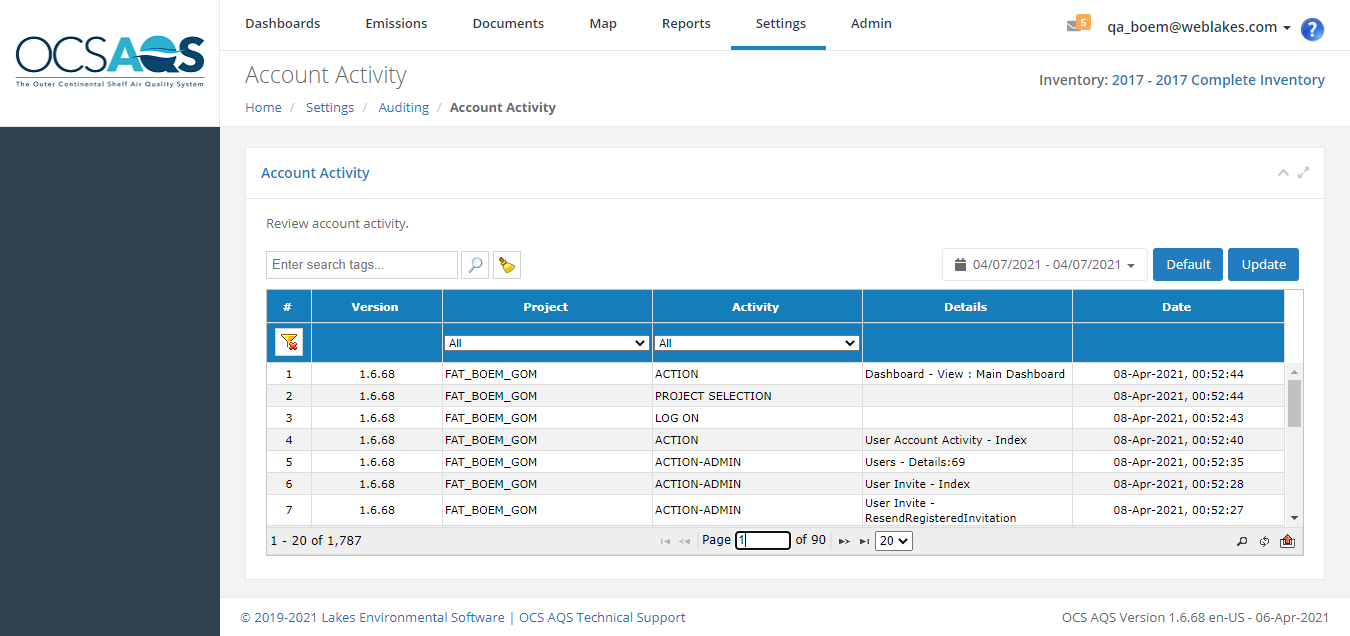 OCSAQS
The Outer Continental Shelf Air Quality System
Dashboards Emissions Documents Map Reports Settings Admin
5 qa_boem@weblakes.com ?
Account Activity
Inventory: 2017 - 2017 Complete Inventory
Home / Settings / Auditing / Account Activity
Account Activity
Review account activity.
Enter search tags... 04/07/2021 - 04/07/2021 Default Update
# Version Project Activity Details Date
All All
1 1.6.68 FAT_BOEM_GOM ACTION Dashboard - View : Main Dashboard 08-Apr-2021, 00:52:44
2 1.6.68 FAT_BOEM_GOM PROJECT SELECTION 08-Apr-2021, 00:52:44
3 1.6.68 FAT_BOEM_GOM LOG ON 08-Apr-2021, 00:52:43
4 1.6.68 FAT_BOEM_GOM ACTION User Account Activity - Index 08-Apr-2021, 00:52:40
5 1.6.68 FAT_BOEM_GOM ACTION-ADMIN Users - Details:69 08-Apr-2021, 00:52:35
6 1.6.68 FAT_BOEM_GOM ACTION-ADMIN User Invite - Index 08-Apr-2021, 00:52:28
7 1.6.68 FAT_BOEM_GOM ACTION-ADMIN User Invite - 08-Apr-2021, 00:52:27
ResendRegisteredInvitation
1 - 20 of 1,787 Page 1 of 90 20
© 2019-2021 Lakes Environmental Software | OCS AQS Technical Support OCS AQS Version 1.6.68 en-US - 06-Apr-2021